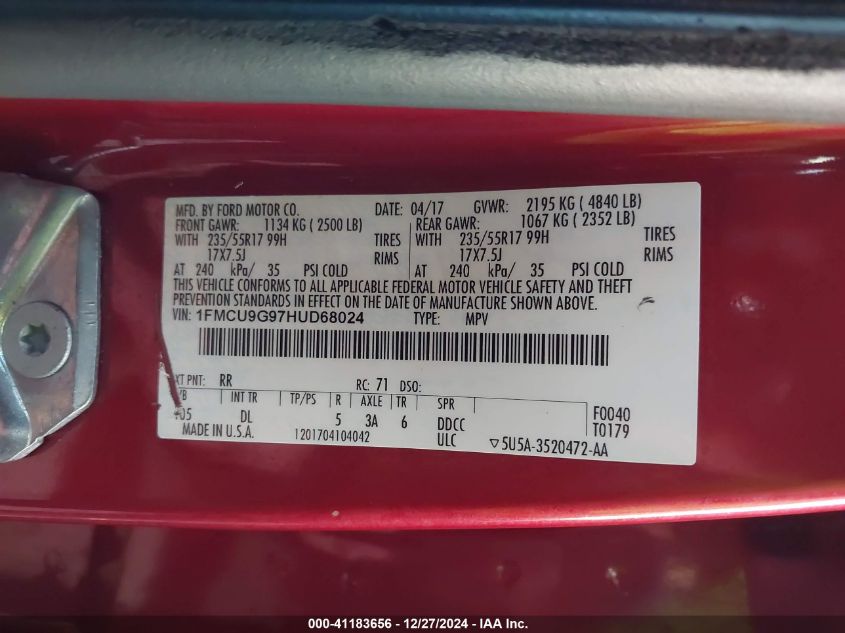 MFD. BY FORD MOTOR CO. DATE: 04/17 GVWR: 2195 KG ( 4840 LB)
FRONT GAWR: 1134 KG ( 2500 LB) REAR GAWR: 1067 KG ( 2352 LB)
WITH 235/55R17 99H TIRES WITH 235/55R17 99H TIRES
17X7.5J RIMS 17X7.5J RIMS
AT 240 kPa/ 35 PSI COLD AT 240 kPa/ 35 PSI COLD
THIS VEHICLE CONFORMS TO ALL APPLICABLE FEDERAL MOTOR VEHICLE SAFETY AND THEFT
PREVENTION STANDARDS IN EFFECT ON THE DATE OF MANUFACTURE SHOWN ABOVE.
VIN: 1FMCU9G97HUD68024 TYPE: MPV
PNT: RR RC: 71 DSO:
INT TR TP/PS R AXLE TR SPR F0040
DL 5 3A 6 DDCC T0179
MADE IN U.S.A. 1201704104042 ULC ▽5U5A-3520472-AA
000-41183656 - 12/27/2024 - IAA Inc.